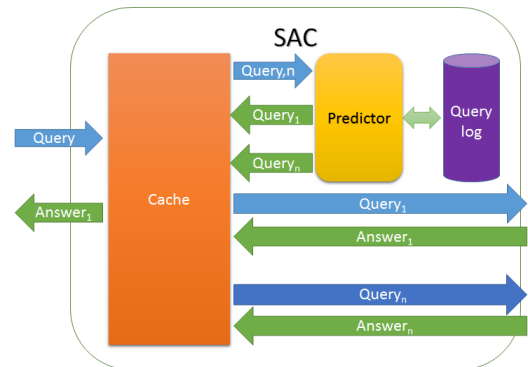 SAC
Query,n
Query₁
Predictor
Query
log
Query
Queryₙ
Cache
Query₁
Answer₁
Answer₁
Queryₙ
Answerₙ